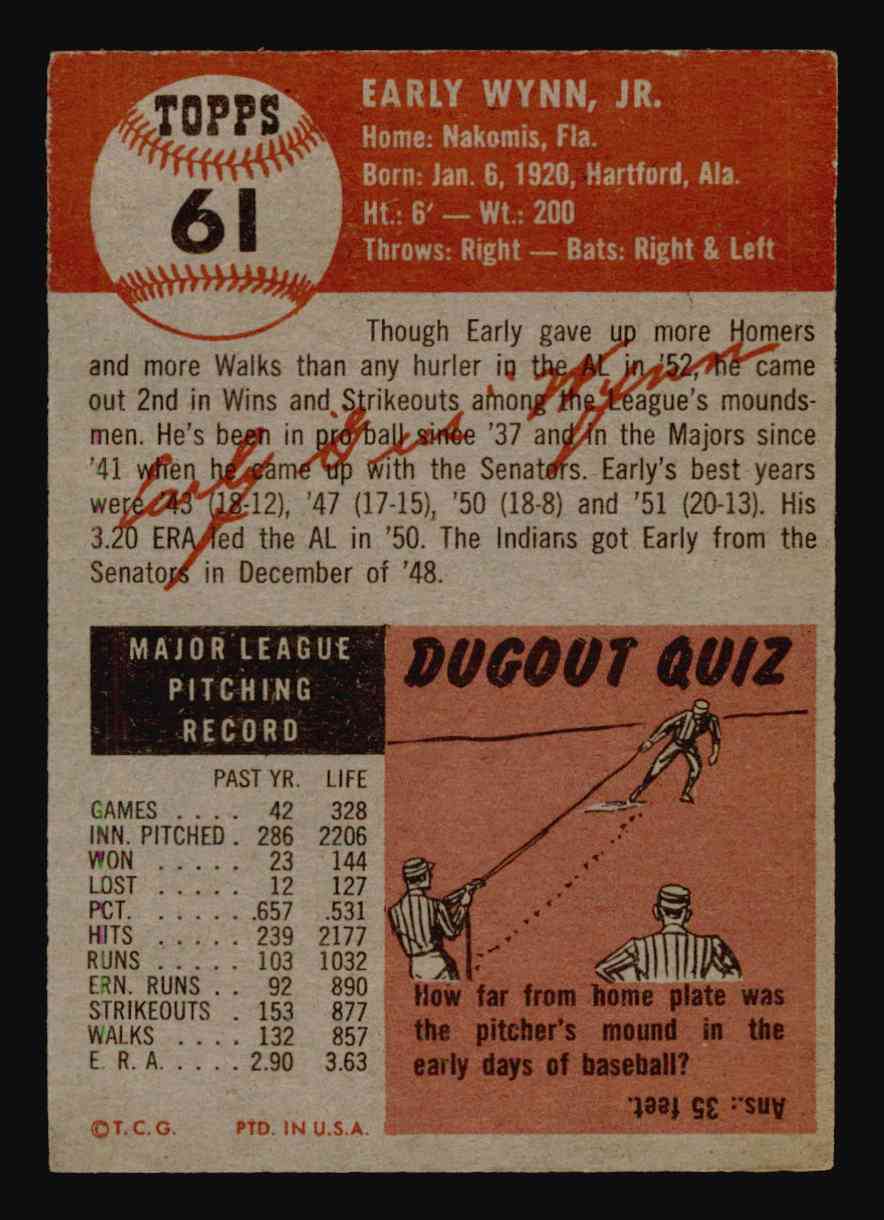 TOPPS
61
EARLY WYNN, JR.
Home: Nakomis, Fla.
Born: Jan. 6, 1920, Hartford, Ala.
Ht.: 6′ — Wt.: 200
Throws: Right — Bats: Right & Left
Though Early gave up more Homers
and more Walks than any hurler in the AL in '52, he came
out 2nd in Wins and Strikeouts among the League's mounds-
men. He's been in pro ball since '37 and in the Majors since
'41 when he came up with the Senators. Early's best years
were '43 (18-12), '47 (17-15), '50 (18-8) and '51 (20-13). His
3.20 ERA led the AL in '50. The Indians got Early from the
Senators in December of '48.
Early "Gus" Wynn
MAJOR LEAGUE
PITCHING
RECORD
PAST YR. LIFE
GAMES . . . . 42 328
INN. PITCHED . 286 2206
WON . . . . . 23 144
LOST . . . . . 12 127
PCT. . . . . . .657 .531
HITS . . . . . 239 2177
RUNS . . . . . 103 1032
ERN. RUNS . . 92 890
STRIKEOUTS . 153 877
WALKS . . . . 132 857
E. R. A. . . . . 2.90 3.63
©T.C.G. PTD. IN U.S.A.
DUGOUT QUIZ
How far from home plate was
the pitcher's mound in the
early days of baseball?
Ans.: 35 feet.